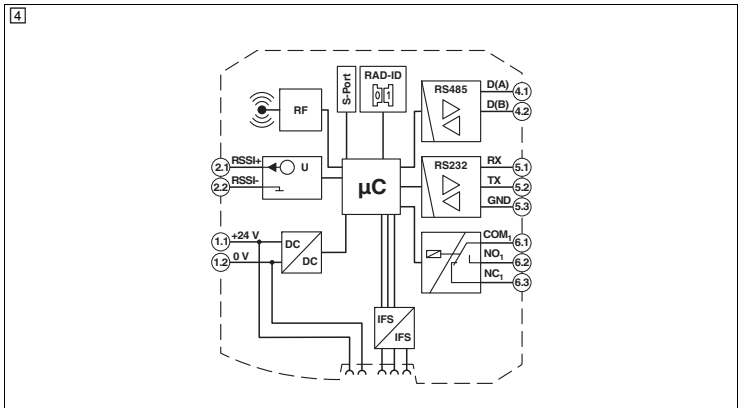 4
S-Port
RAD-ID
0 1
RF
RS485
D(A) 4.1
D(B) 4.2
2.1 RSSI+
2.2 RSSI-
U
µC
RS232
RX 5.1
TX 5.2
GND 5.3
1.1 +24 V
1.2 0 V
DC
DC
COM1 6.1
NO1 6.2
NC1 6.3
IFS
IFS